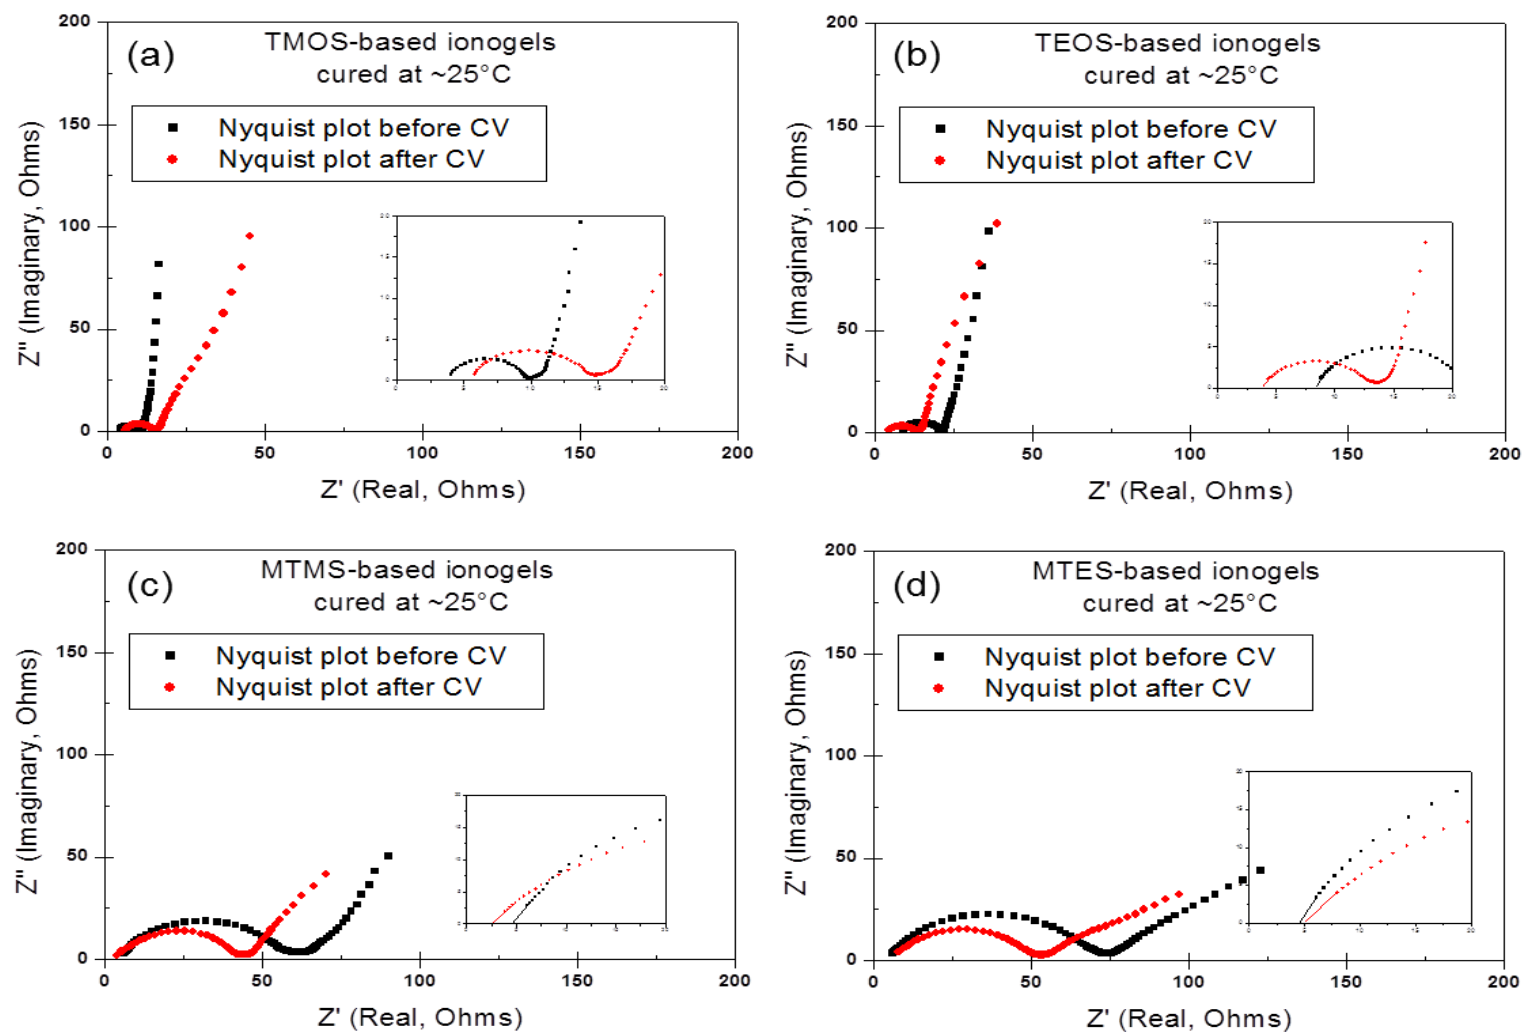 (a)
TMOS-based ionogels
cured at ~25°C
Nyquist plot before CV
Nyquist plot after CV
Z" (Imaginary, Ohms)
200
150
100
50
0
0 50 100 150 200
Z' (Real, Ohms)
(b)
TEOS-based ionogels
cured at ~25°C
Nyquist plot before CV
Nyquist plot after CV
Z" (Imaginary, Ohms)
200
150
100
50
0
0 50 100 150 200
Z' (Real, Ohms)
(c)
MTMS-based ionogels
cured at ~25°C
Nyquist plot before CV
Nyquist plot after CV
Z" (Imaginary, Ohms)
200
150
100
50
0
0 50 100 150 200
Z' (Real, Ohms)
(d)
MTES-based ionogels
cured at ~25°C
Nyquist plot before CV
Nyquist plot after CV
Z" (Imaginary, Ohms)
200
150
100
50
0
0 50 100 150 200
Z' (Real, Ohms)